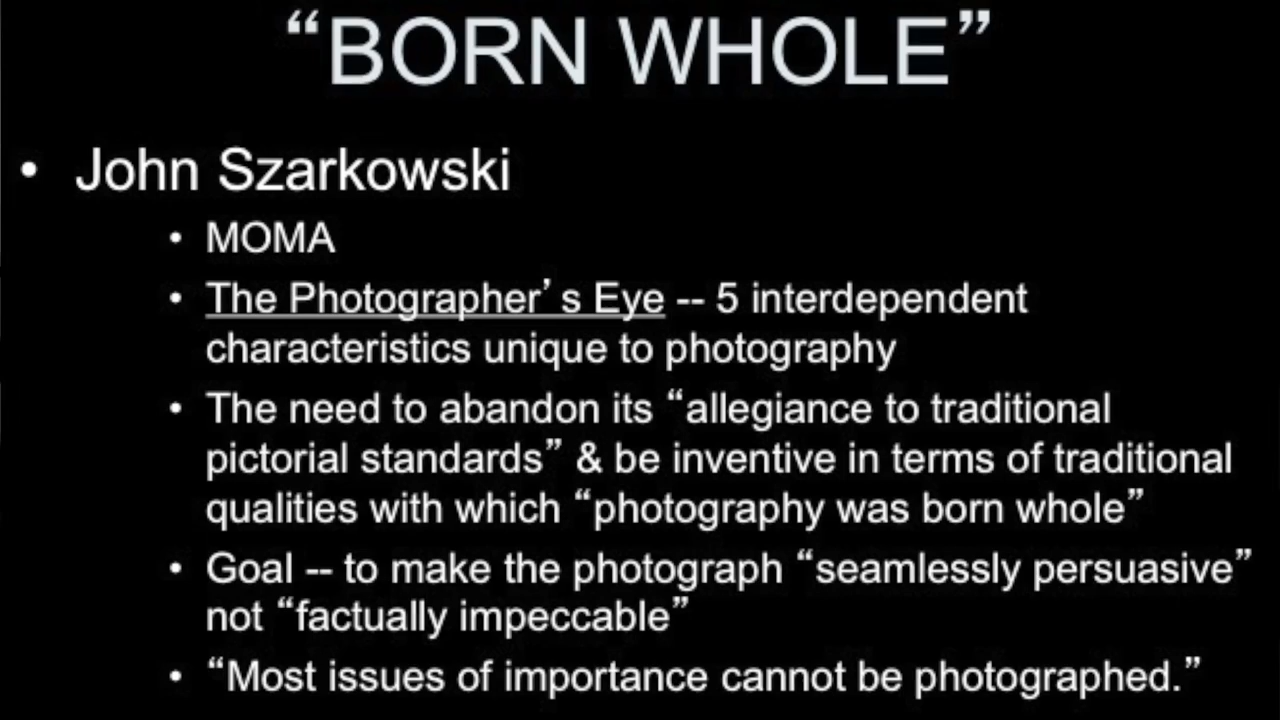 “BORN WHOLE”
• John Szarkowski
• MOMA
• The Photographer’s Eye -- 5 interdependent
characteristics unique to photography
• The need to abandon its “allegiance to traditional
pictorial standards” & be inventive in terms of traditional
qualities with which “photography was born whole”
• Goal -- to make the photograph “seamlessly persuasive”
not “factually impeccable”
• “Most issues of importance cannot be photographed.”